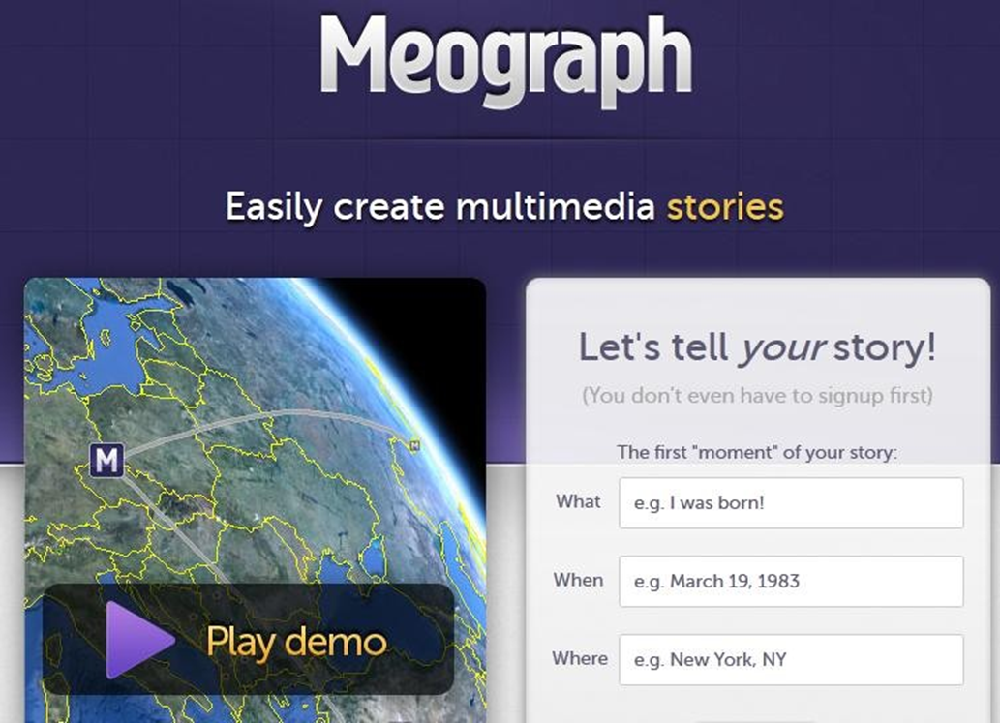 Meograph
Easily create multimedia stories
M
M
Play demo
Let's tell your story!
(You don't even have to signup first)
The first "moment" of your story:
What
e.g. I was born!
When
e.g. March 19, 1983
Where
e.g. New York, NY